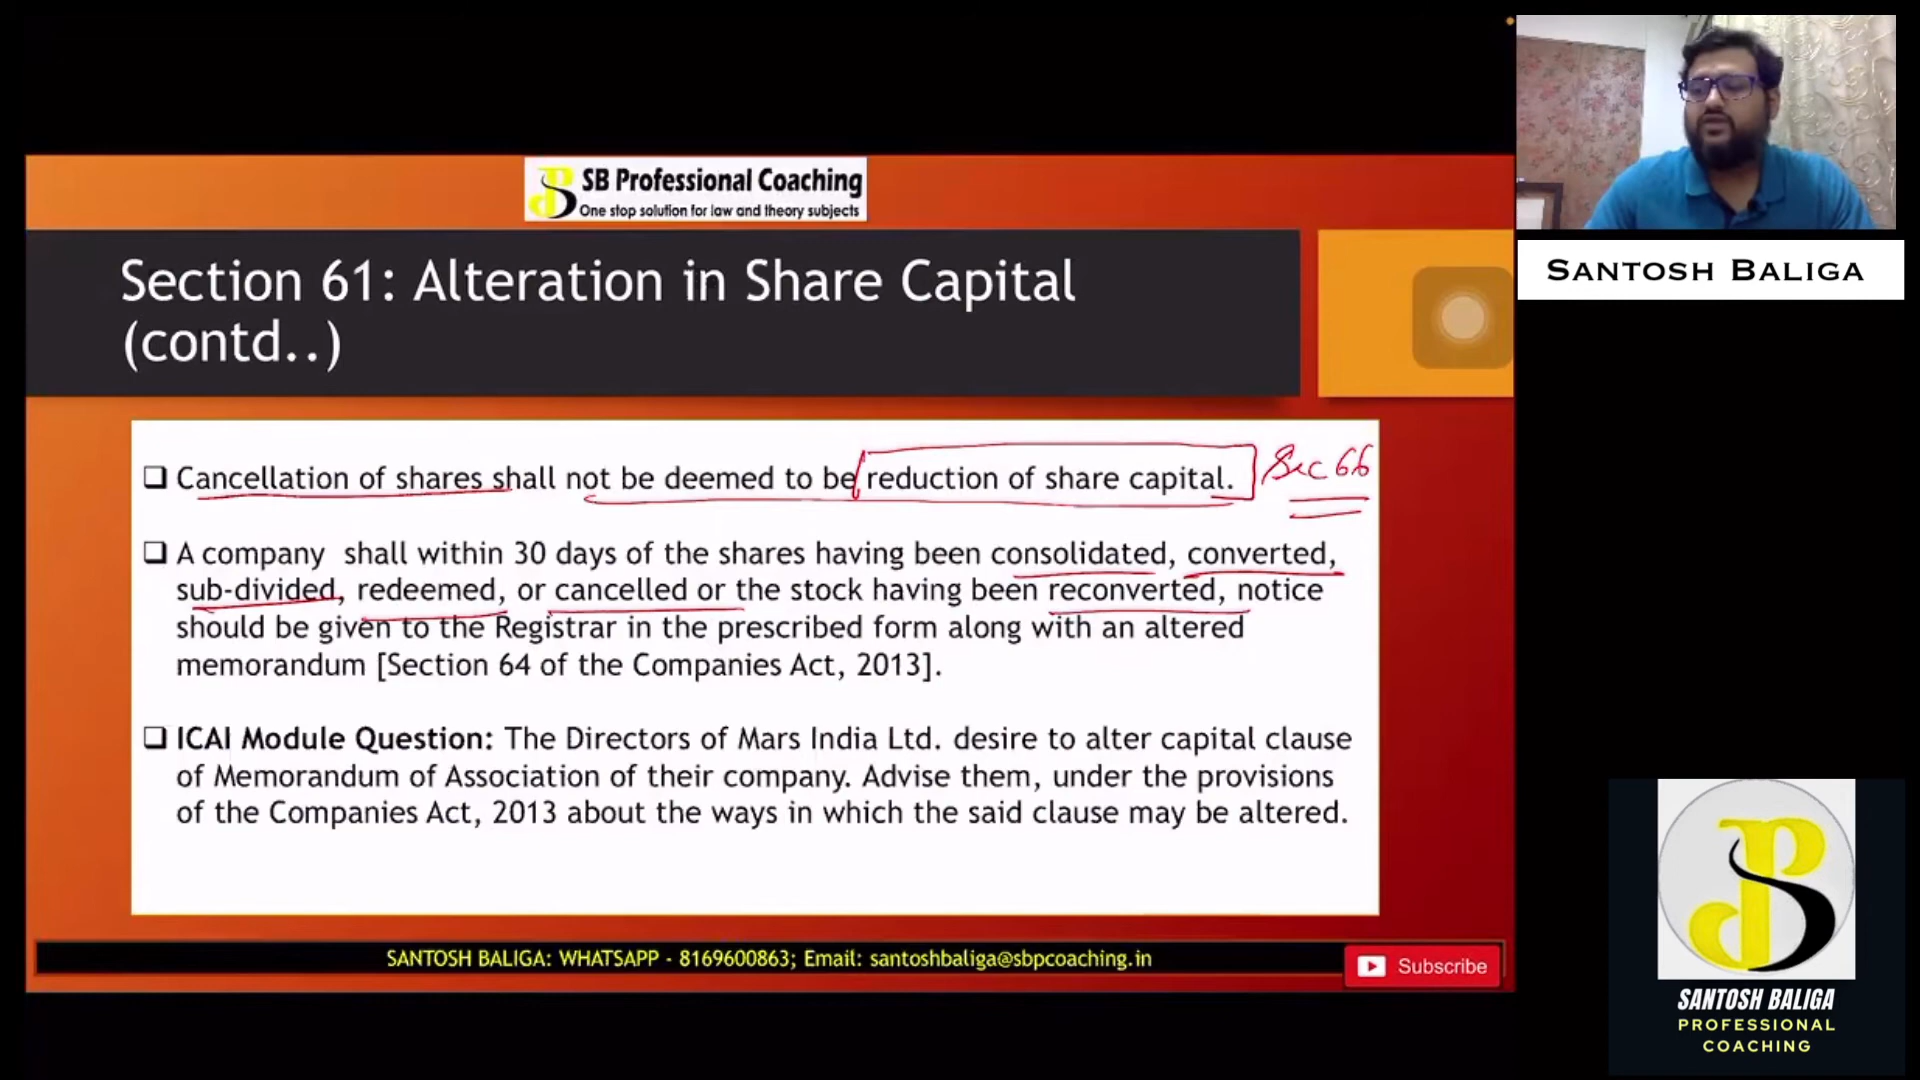 SB Professional Coaching
One stop solution for law and theory subjects
Section 61: Alteration in Share Capital
(contd..)
SANTOSH BALIGA
❑ Cancellation of shares shall not be deemed to be reduction of share capital. Sec 66
❑ A company shall within 30 days of the shares having been consolidated, converted,
sub-divided, redeemed, or cancelled or the stock having been reconverted, notice
should be given to the Registrar in the prescribed form along with an altered
memorandum [Section 64 of the Companies Act, 2013].
❑ ICAI Module Question: The Directors of Mars India Ltd. desire to alter capital clause
of Memorandum of Association of their company. Advise them, under the provisions
of the Companies Act, 2013 about the ways in which the said clause may be altered.
SANTOSH BALIGA: WHATSAPP - 8169600863; Email: santoshbaliga@sbpcoaching.in
Subscribe
SANTOSH BALIGA
PROFESSIONAL
COACHING